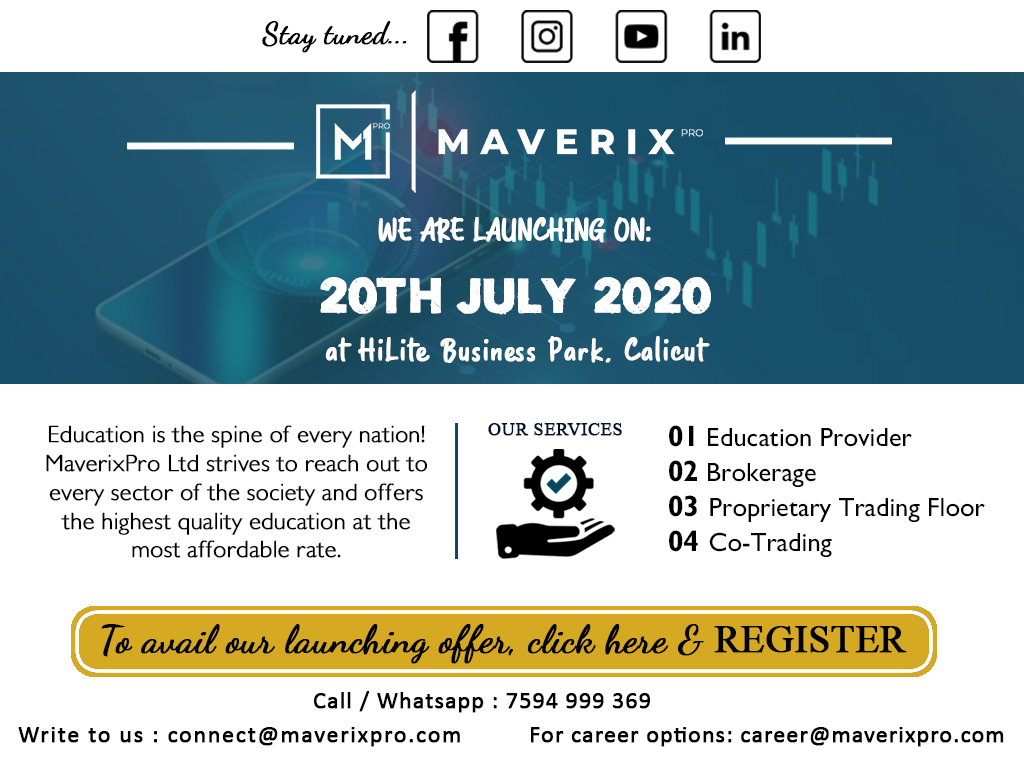 Stay tuned...
M PRO
MAVERIX PRO
WE ARE LAUNCHING ON:
20TH JULY 2020
at HiLite Business Park, Calicut
Education is the spine of every nation!
MaverixPro Ltd strives to reach out to
every sector of the society and offers
the highest quality education at the
most affordable rate.
OUR SERVICES
01 Education Provider
02 Brokerage
03 Proprietary Trading Floor
04 Co-Trading
To avail our launching offer, click here & REGISTER
Call / Whatsapp : 7594 999 369
Write to us : connect@maverixpro.com
For career options: career@maverixpro.com